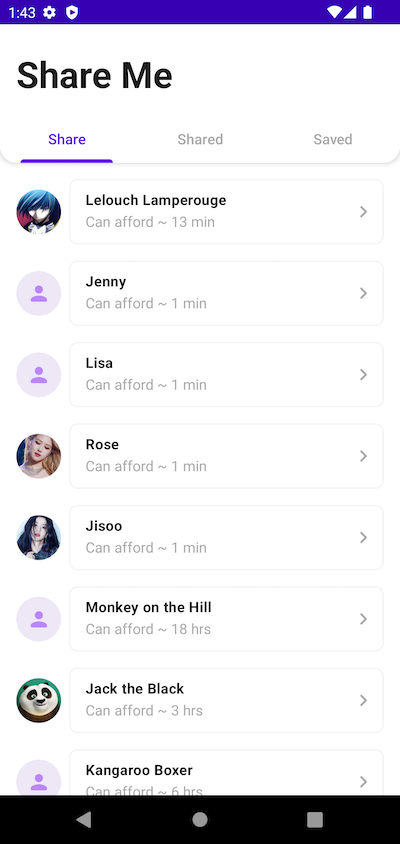 1:43
Share Me
Share
Shared
Saved
Lelouch Lamperouge
Can afford ~ 13 min
Jenny
Can afford ~ 1 min
Lisa
Can afford ~ 1 min
Rose
Can afford ~ 1 min
Jisoo
Can afford ~ 1 min
Monkey on the Hill
Can afford ~ 18 hrs
Jack the Black
Can afford ~ 3 hrs
Kangaroo Boxer
Can afford ~ 6 hrs